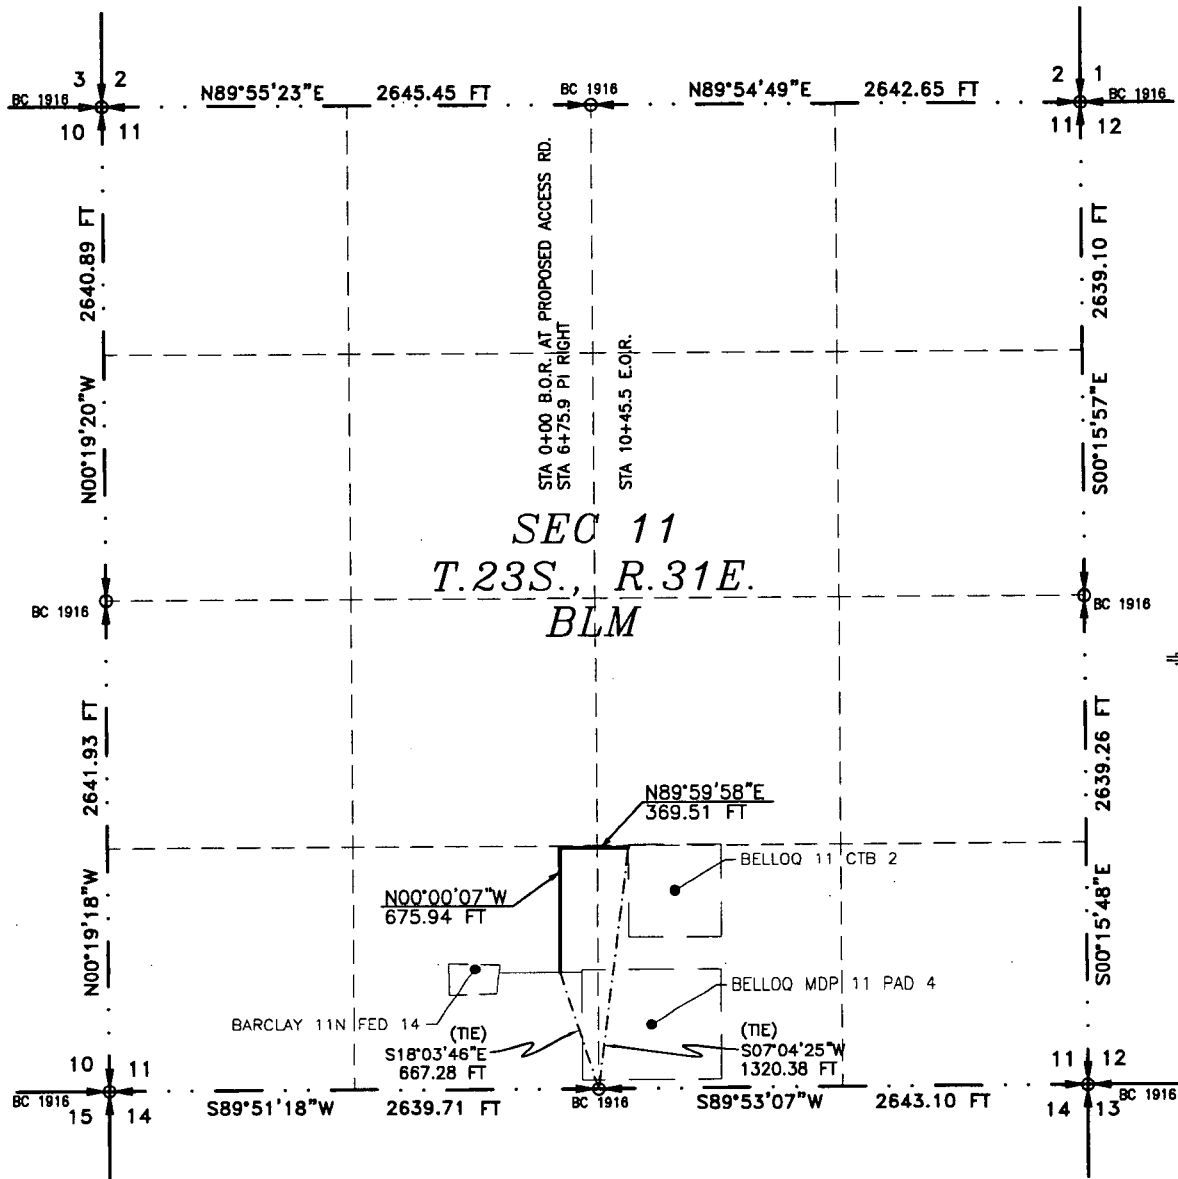 3 2
2 1
N89°55'23"E 2645.45 FT
BC 1916
N89°54'49"E 2642.65 FT
BC 1916
BC 1916
10 11
11 12
N00°19'20"W 2640.89 FT
STA 0+00 B.O.R. AT PROPOSED ACCESS RD.
STA 6+75.9 PI RIGHT
STA 10+45.5 E.O.R.
S00°15'57"E 2639.10 FT
SEC 11
T.23S., R.31E.
BLM
BC 1916
BC 1916
N00°19'18"W 2641.93 FT
S00°15'48"E 2639.26 FT
N89°59'58"E
369.51 FT
BELLOQ 11 CTB 2
N00°00'07"W
675.94 FT
BELLOQ MDP 11 PAD 4
BARCLAY 11N FED 14
(TIE)
S18°03'46"E
667.28 FT
(TIE)
S07°04'25"W
1320.38 FT
10 11
11 12
BC 1916
S89°51'18"W 2639.71 FT
BC 1916
S89°53'07"W 2643.10 FT
BC 1916
15 14
14 13